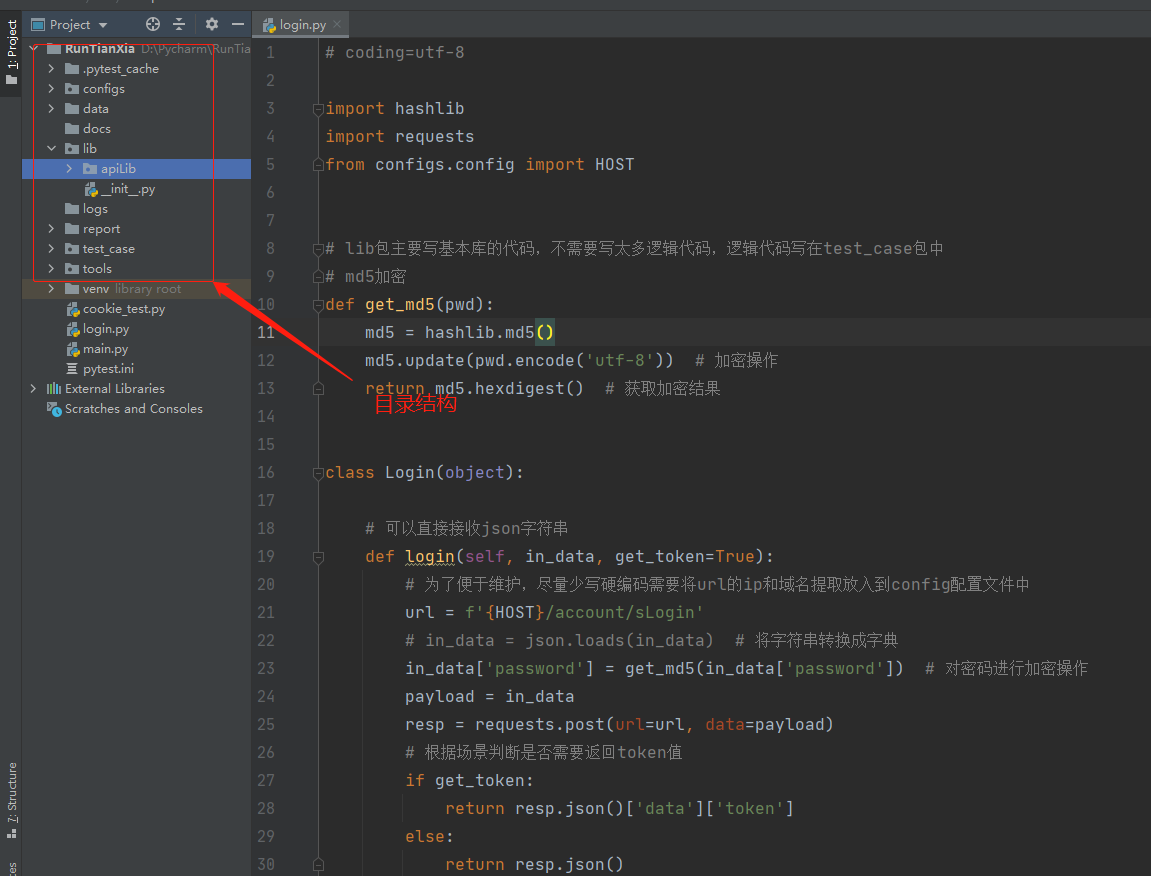 Project
login.py
1: Project
RunTianXia D:\Pycharm\RunTia
.pytest_cache
configs
data
docs
lib
apiLib
__init__.py
logs
report
test_case
tools
venv library root
cookie_test.py
login.py
main.py
pytest.ini
External Libraries
Scratches and Consoles
7: Structure
目录结构
1 # coding=utf-8
2
3 import hashlib
4 import requests
5 from configs.config import HOST
6
7
8 # lib包主要写基本库的代码，不需要写太多逻辑代码，逻辑代码写在test_case包中
9 # md5加密
10 def get_md5(pwd):
11     md5 = hashlib.md5()
12     md5.update(pwd.encode('utf-8'))  # 加密操作
13     return md5.hexdigest()  # 获取加密结果
14
15
16 class Login(object):
17
18     # 可以直接接收json字符串
19     def login(self, in_data, get_token=True):
20         # 为了便于维护，尽量少写硬编码需要将url的ip和域名提取放入到config配置文件中
21         url = f'{HOST}/account/sLogin'
22         # in_data = json.loads(in_data)  # 将字符串转换成字典
23         in_data['password'] = get_md5(in_data['password'])  # 对密码进行加密操作
24         payload = in_data
25         resp = requests.post(url=url, data=payload)
26         # 根据场景判断是否需要返回token值
27         if get_token:
28             return resp.json()['data']['token']
29         else:
30             return resp.json()